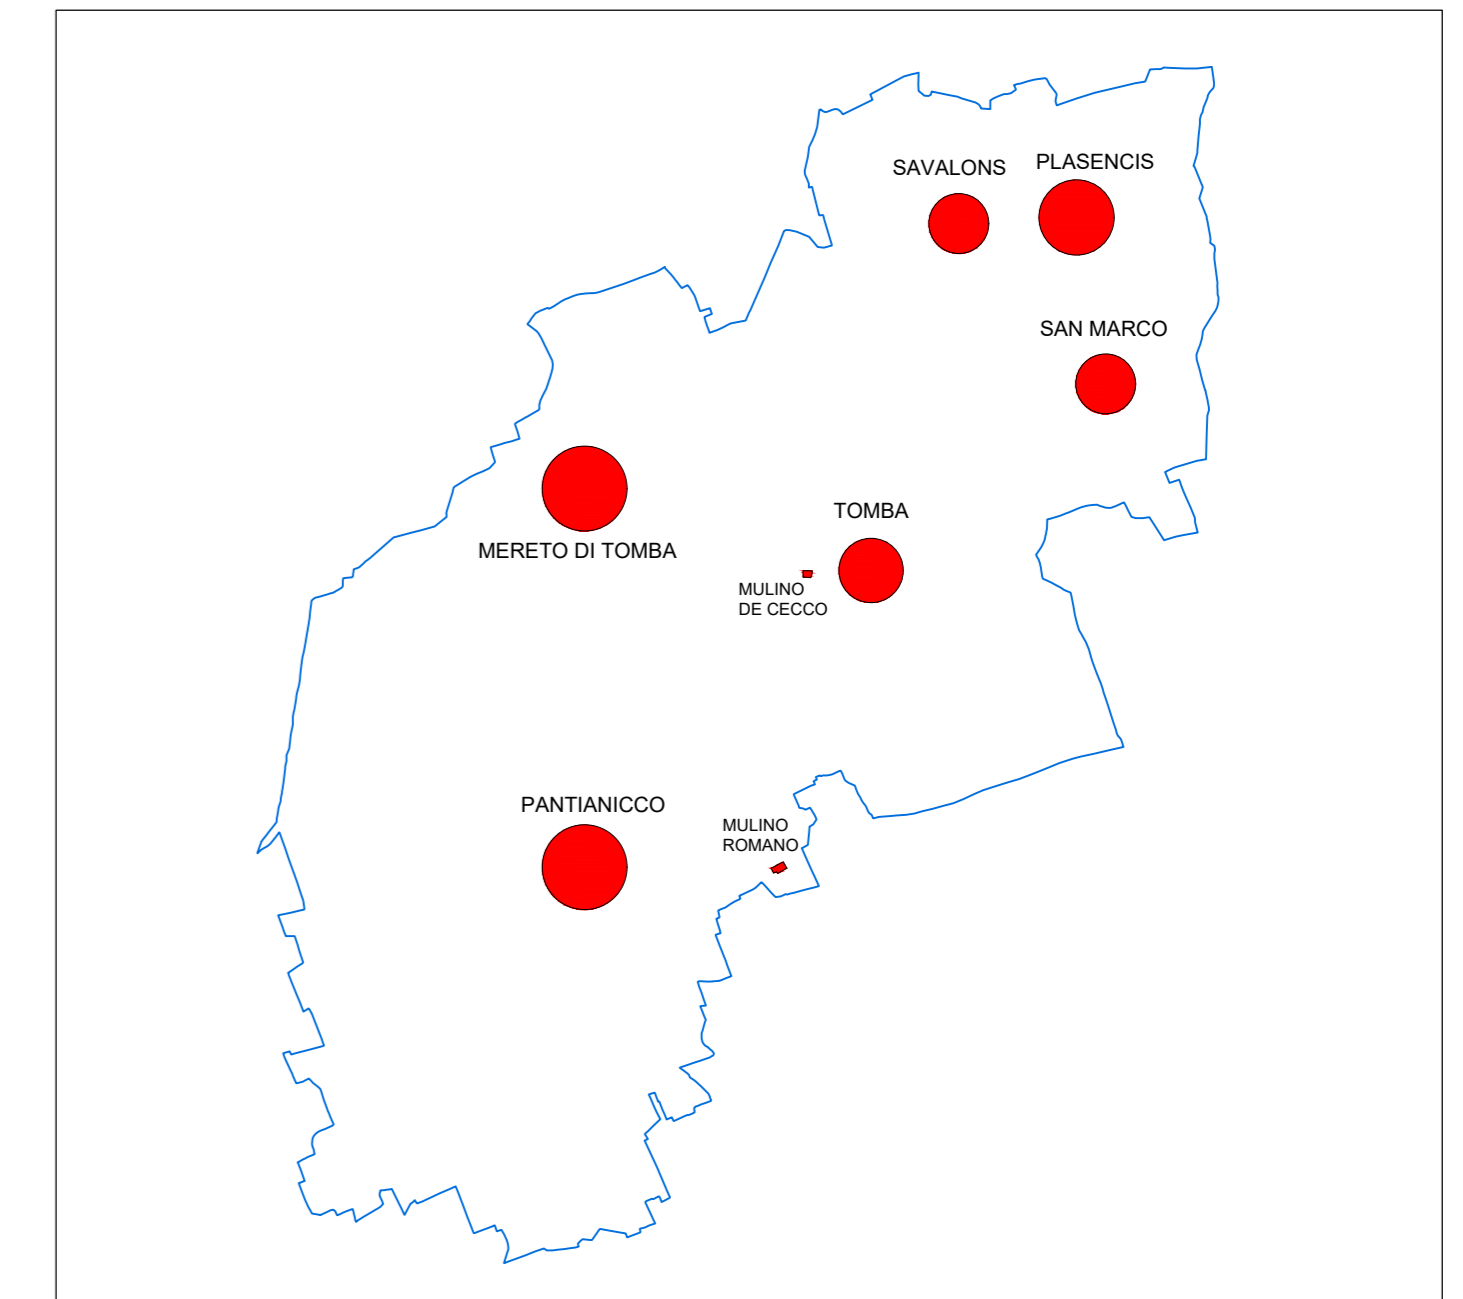 SAVALONS
PLASENCIS
SAN MARCO
TOMBA
MERETO DI TOMBA
MULINO
DE CECCO
PANTIANICCO
MULINO
ROMANO